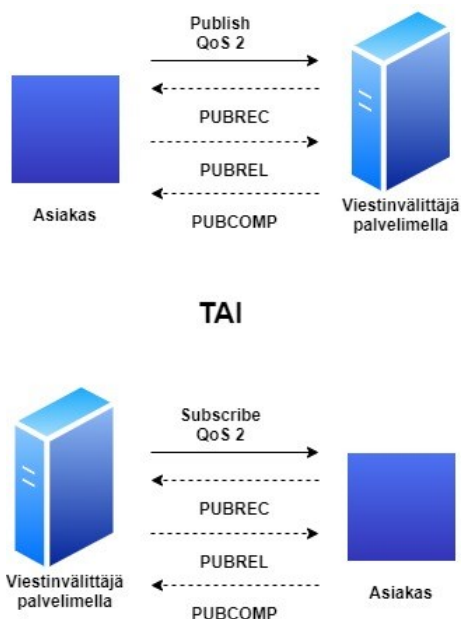 Publish
QoS 2
PUBREC
PUBREL
PUBCOMP
Asiakas
Viestinvälittäjä
palvelimella
TAI
Subscribe
QoS 2
PUBREC
PUBREL
PUBCOMP
Viestinvälittäjä
palvelimella
Asiakas